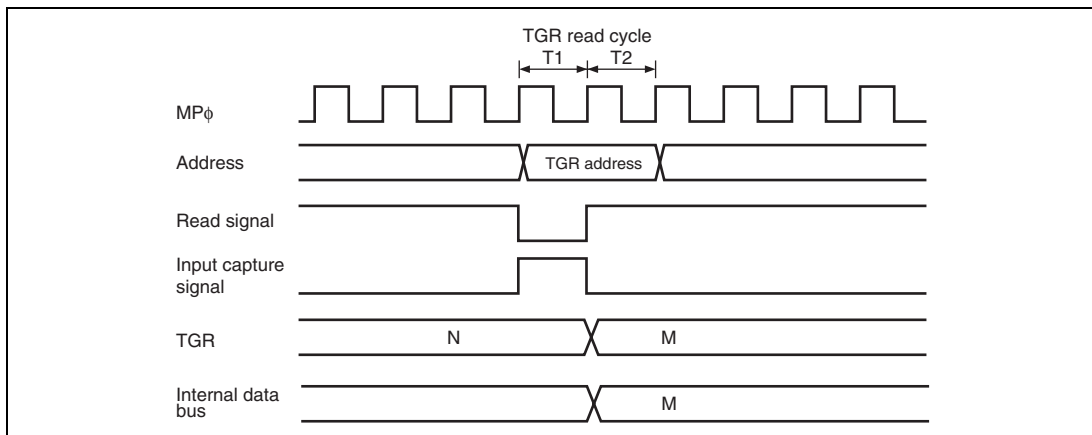 TGR read cycle
T1 T2
MPϕ
Address
TGR address
Read signal
Input capture
signal
TGR
N M
Internal data
bus
M